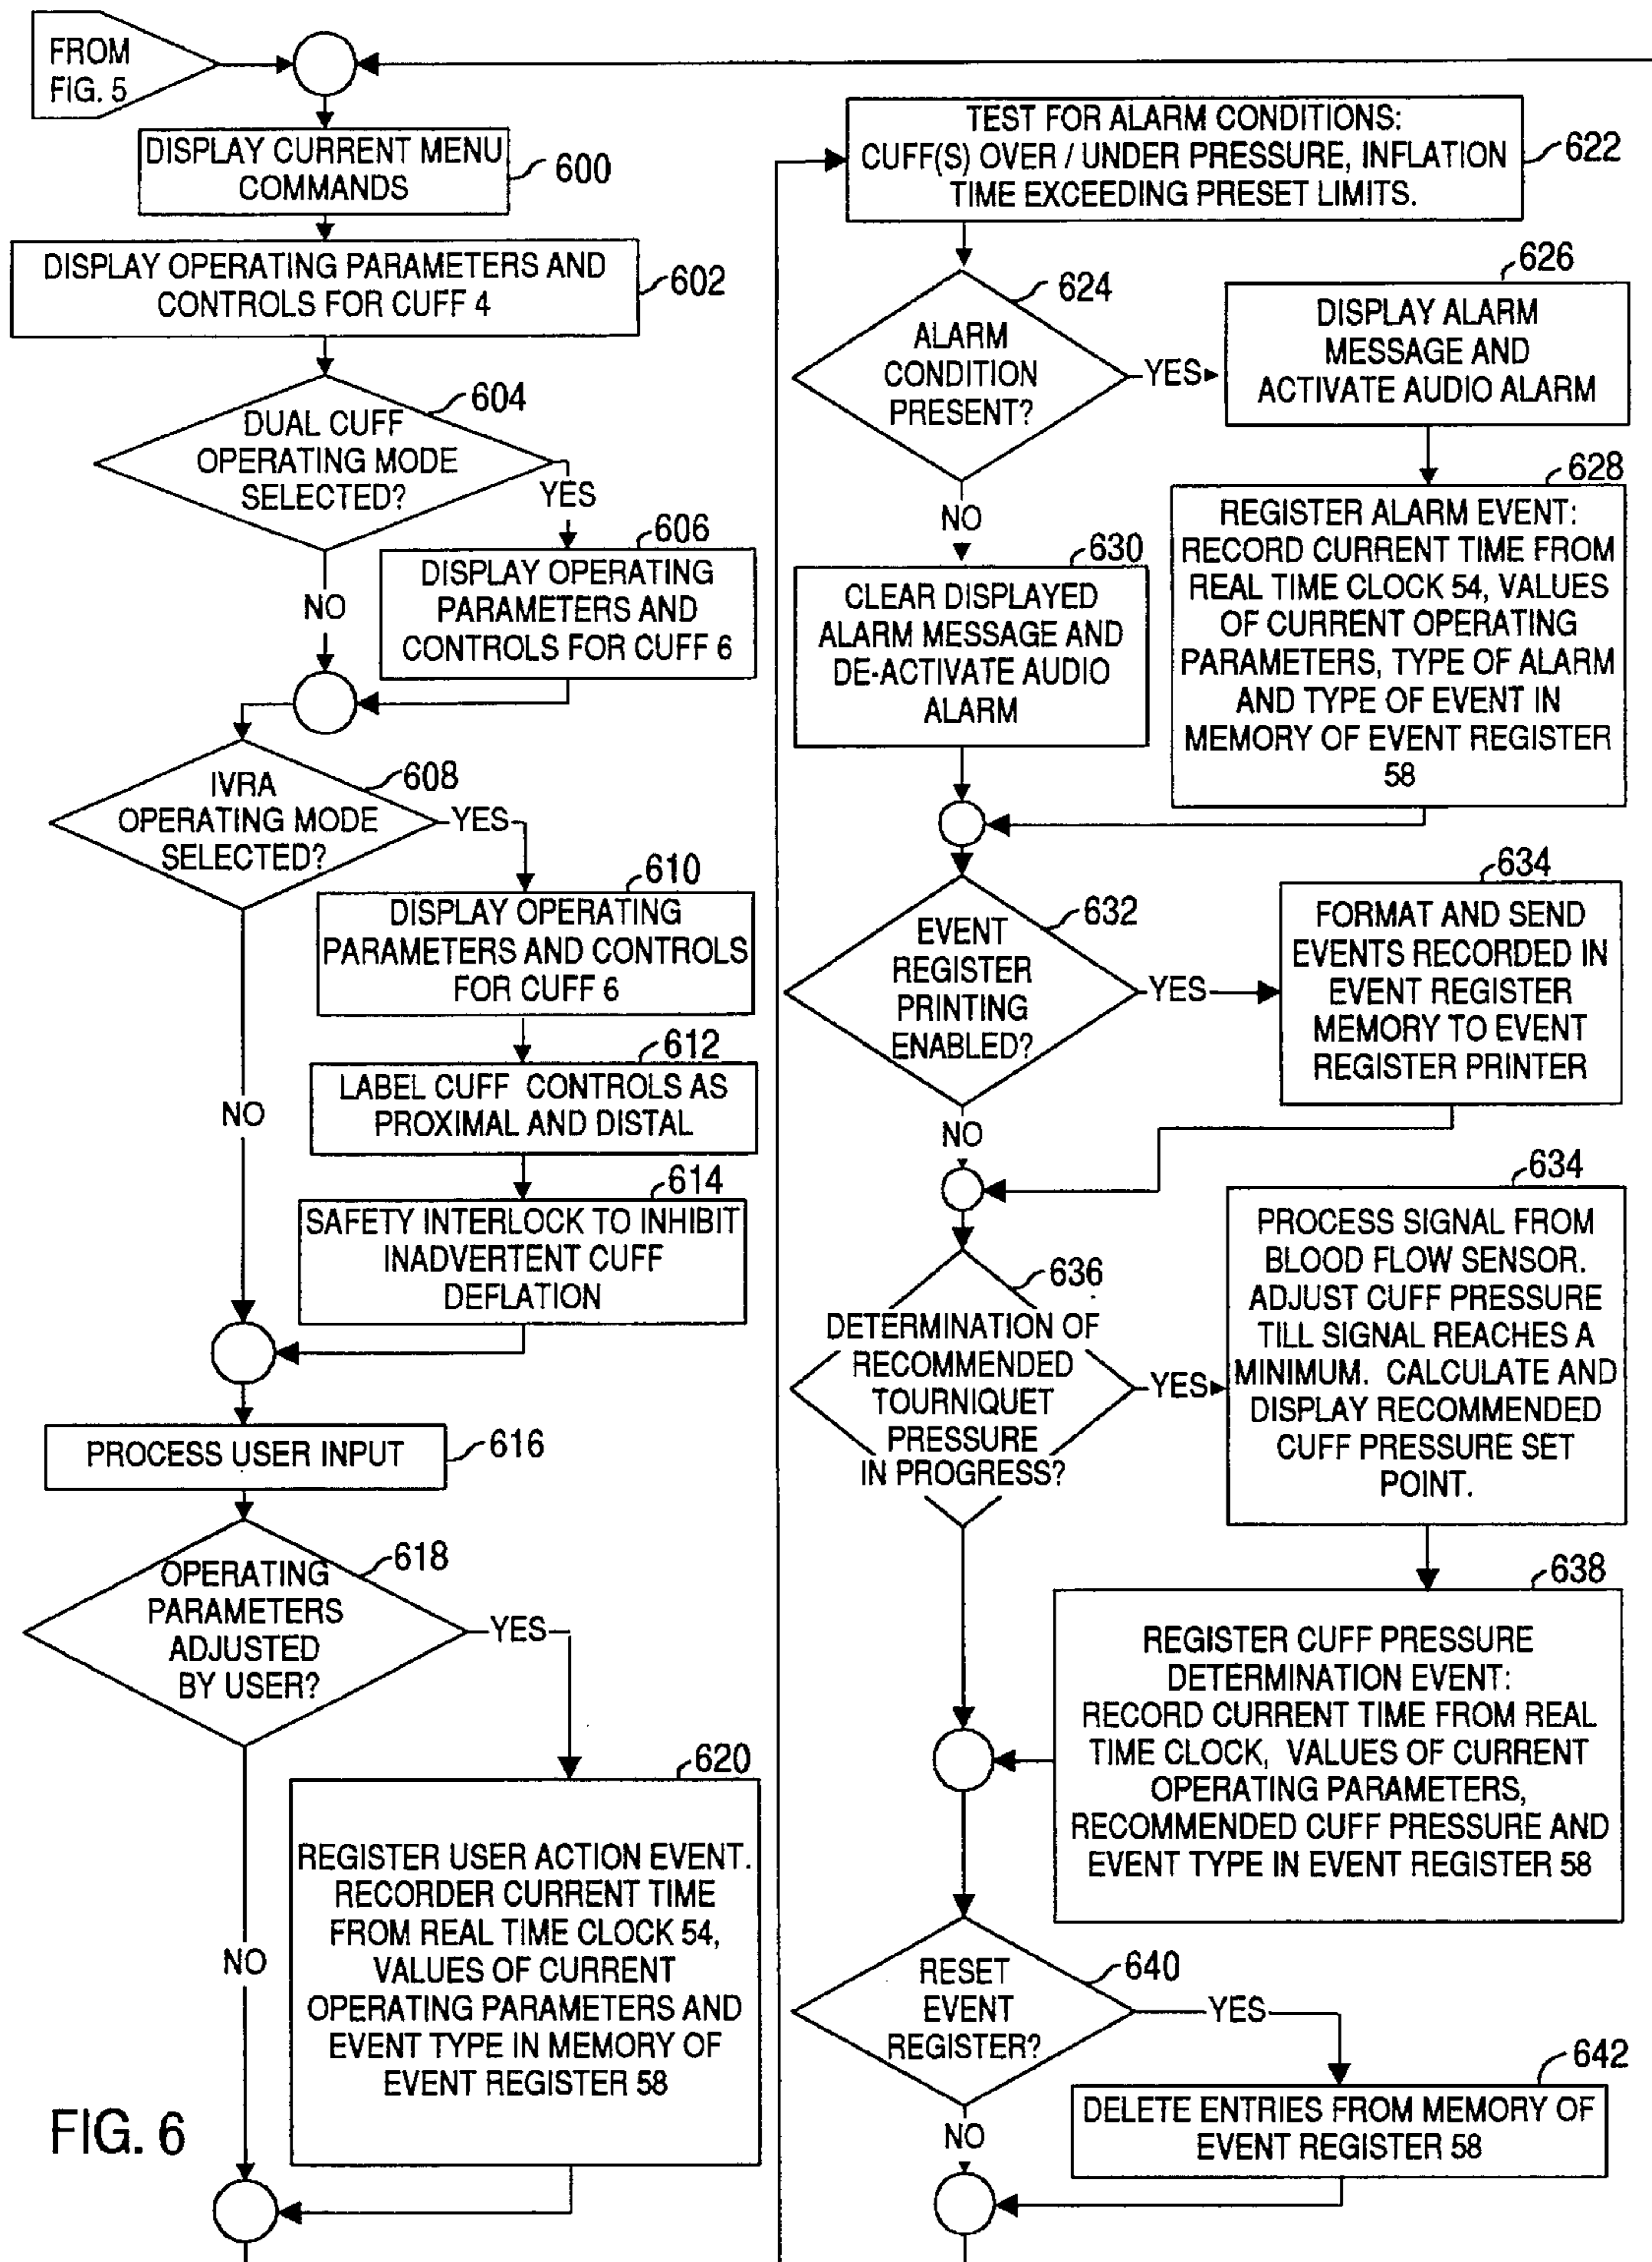 FROM
FIG. 5
DISPLAY CURRENT MENU
COMMANDS
600
DISPLAY OPERATING PARAMETERS AND
CONTROLS FOR CUFF 4
602
604
DUAL CUFF
OPERATING MODE
SELECTED?
YES
NO
606
DISPLAY OPERATING
PARAMETERS AND
CONTROLS FOR CUFF 6
608
IVRA
OPERATING MODE
SELECTED?
YES
NO
610
DISPLAY OPERATING
PARAMETERS AND CONTROLS
FOR CUFF 6
612
LABEL CUFF CONTROLS AS
PROXIMAL AND DISTAL
614
SAFETY INTERLOCK TO INHIBIT
INADVERTENT CUFF
DEFLATION
PROCESS USER INPUT
616
618
OPERATING
PARAMETERS
ADJUSTED
BY USER?
YES
NO
620
REGISTER USER ACTION EVENT.
RECORDER CURRENT TIME
FROM REAL TIME CLOCK 54,
VALUES OF CURRENT
OPERATING PARAMETERS AND
EVENT TYPE IN MEMORY OF
EVENT REGISTER 58
FIG. 6
TEST FOR ALARM CONDITIONS:
CUFF(S) OVER / UNDER PRESSURE, INFLATION
TIME EXCEEDING PRESET LIMITS.
622
624
ALARM
CONDITION
PRESENT?
YES
NO
626
DISPLAY ALARM
MESSAGE AND
ACTIVATE AUDIO ALARM
628
REGISTER ALARM EVENT:
RECORD CURRENT TIME FROM
REAL TIME CLOCK 54, VALUES
OF CURRENT OPERATING
PARAMETERS, TYPE OF ALARM
AND TYPE OF EVENT IN
MEMORY OF EVENT REGISTER
58
630
CLEAR DISPLAYED
ALARM MESSAGE AND
DE-ACTIVATE AUDIO
ALARM
632
EVENT
REGISTER
PRINTING
ENABLED?
YES
NO
634
FORMAT AND SEND
EVENTS RECORDED IN
EVENT REGISTER
MEMORY TO EVENT
REGISTER PRINTER
636
DETERMINATION OF
RECOMMENDED
TOURNIQUET
PRESSURE
IN PROGRESS?
YES
634
PROCESS SIGNAL FROM
BLOOD FLOW SENSOR.
ADJUST CUFF PRESSURE
TILL SIGNAL REACHES A
MINIMUM. CALCULATE AND
DISPLAY RECOMMENDED
CUFF PRESSURE SET
POINT.
638
REGISTER CUFF PRESSURE
DETERMINATION EVENT:
RECORD CURRENT TIME FROM REAL
TIME CLOCK, VALUES OF CURRENT
OPERATING PARAMETERS,
RECOMMENDED CUFF PRESSURE AND
EVENT TYPE IN EVENT REGISTER 58
640
RESET
EVENT
REGISTER?
YES
NO
642
DELETE ENTRIES FROM MEMORY OF
EVENT REGISTER 58